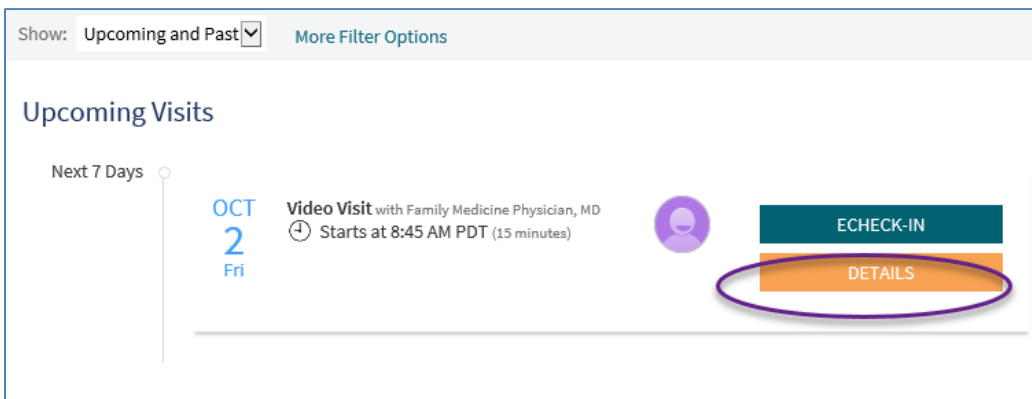 Show: Upcoming and Past More Filter Options
Upcoming Visits
Next 7 Days
OCT
2
Fri
Video Visit with Family Medicine Physician, MD
Starts at 8:45 AM PDT (15 minutes)
ECHECK-IN
DETAILS